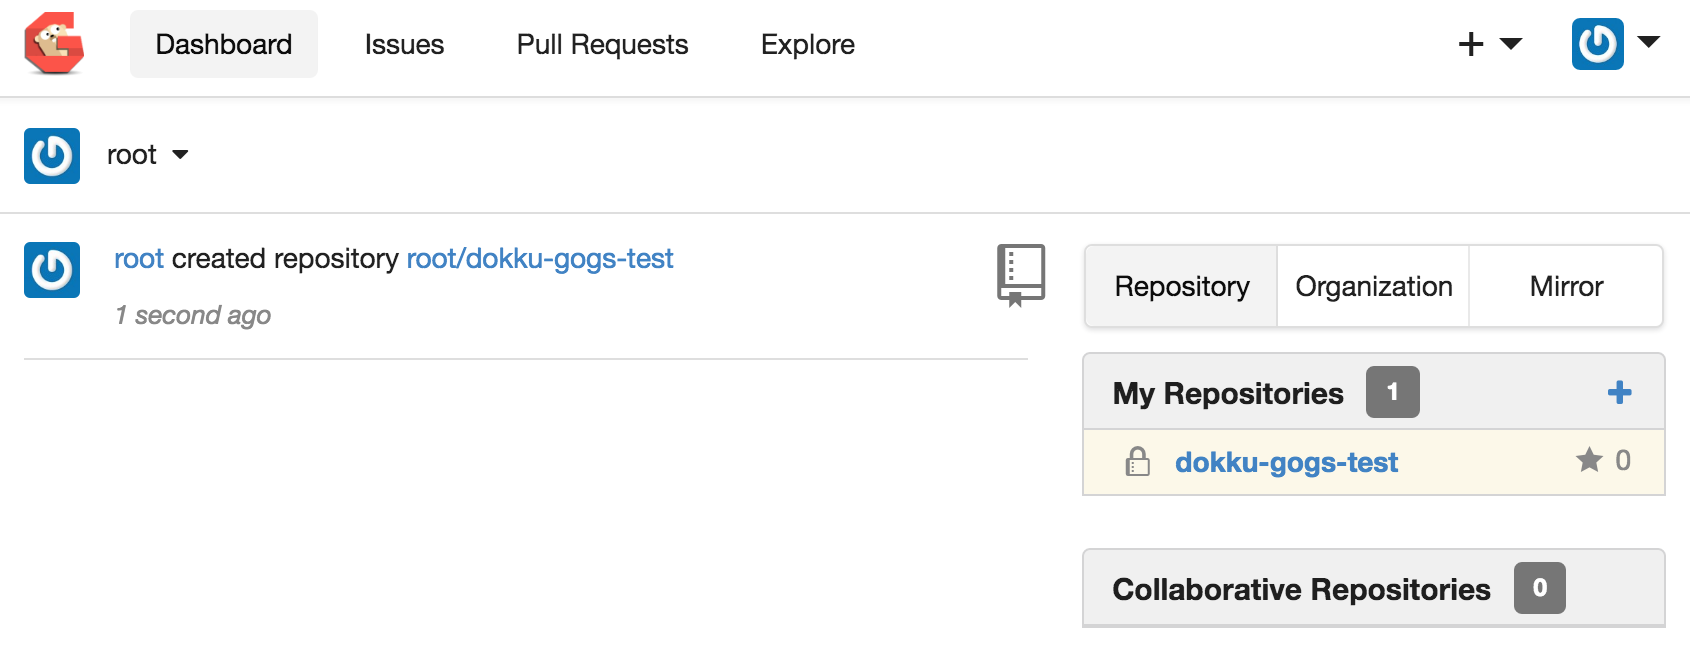 Dashboard Issues Pull Requests Explore
root
root created repository root/dokku-gogs-test
1 second ago
Repository Organization Mirror
My Repositories 1
dokku-gogs-test 0
Collaborative Repositories 0